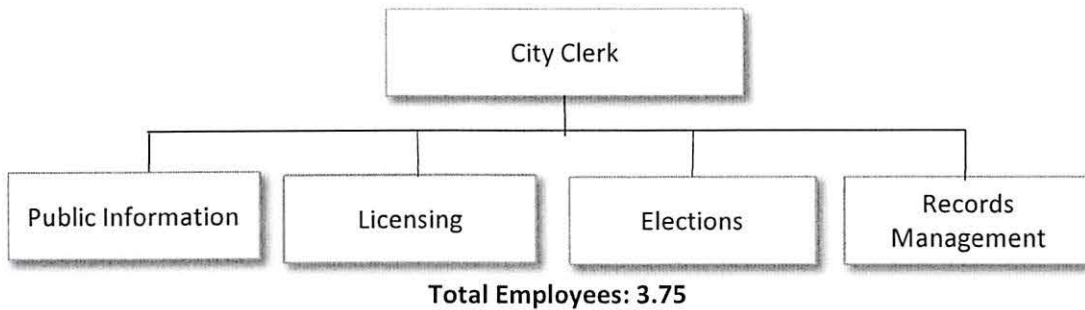 City Clerk
Public Information
Licensing
Elections
Records
Management
Total Employees: 3.75